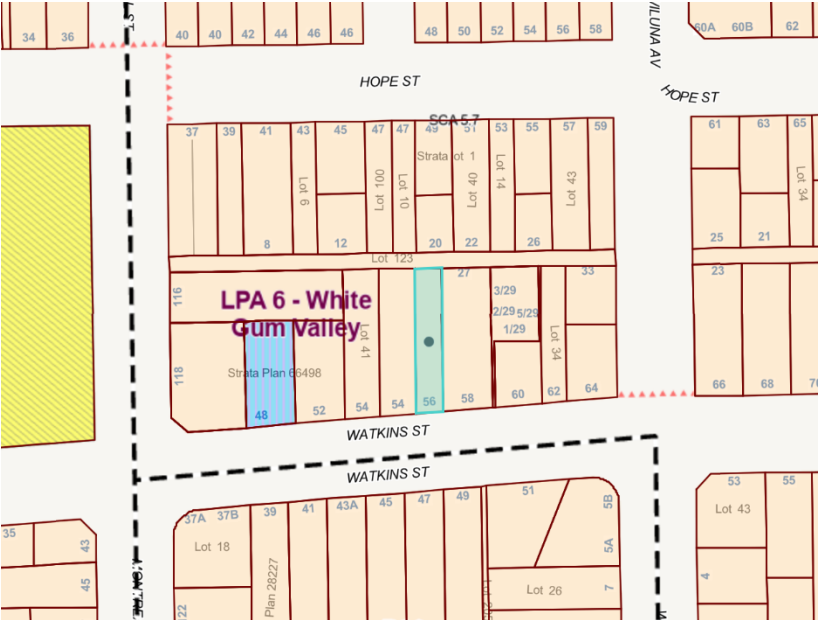 ST
34 36 40 40 42 44 46 46 48 50 52 54 56 58
WILUNA AV
60A 60B 62
HOPE ST
HOPE ST
SCA 5.7
37 39 41 43 45 47 47 49 51 53 55 57 59
61 63 65
Strata Lot 1
Lot 9
Lot 100
Lot 10
Lot 40
Lot 14
Lot 43
Lot 34
8 12 20 22 26
25 21
Lot 123
27 33 23
116
LPA 6 - White
Gum Valley
3/29
2/29 5/29
1/29
Lot 41
Lot 34
118
Strata Plan 66498
48 52 54 54 56 58 60 62 64
66 68 70
WATKINS ST
WATKINS ST
37A 37B 39 41 43A 45 47 49 51
5B
53 55
Lot 43
35
43
Lot 18
5A
45
Plan 28227
Lot 26
7
4
22